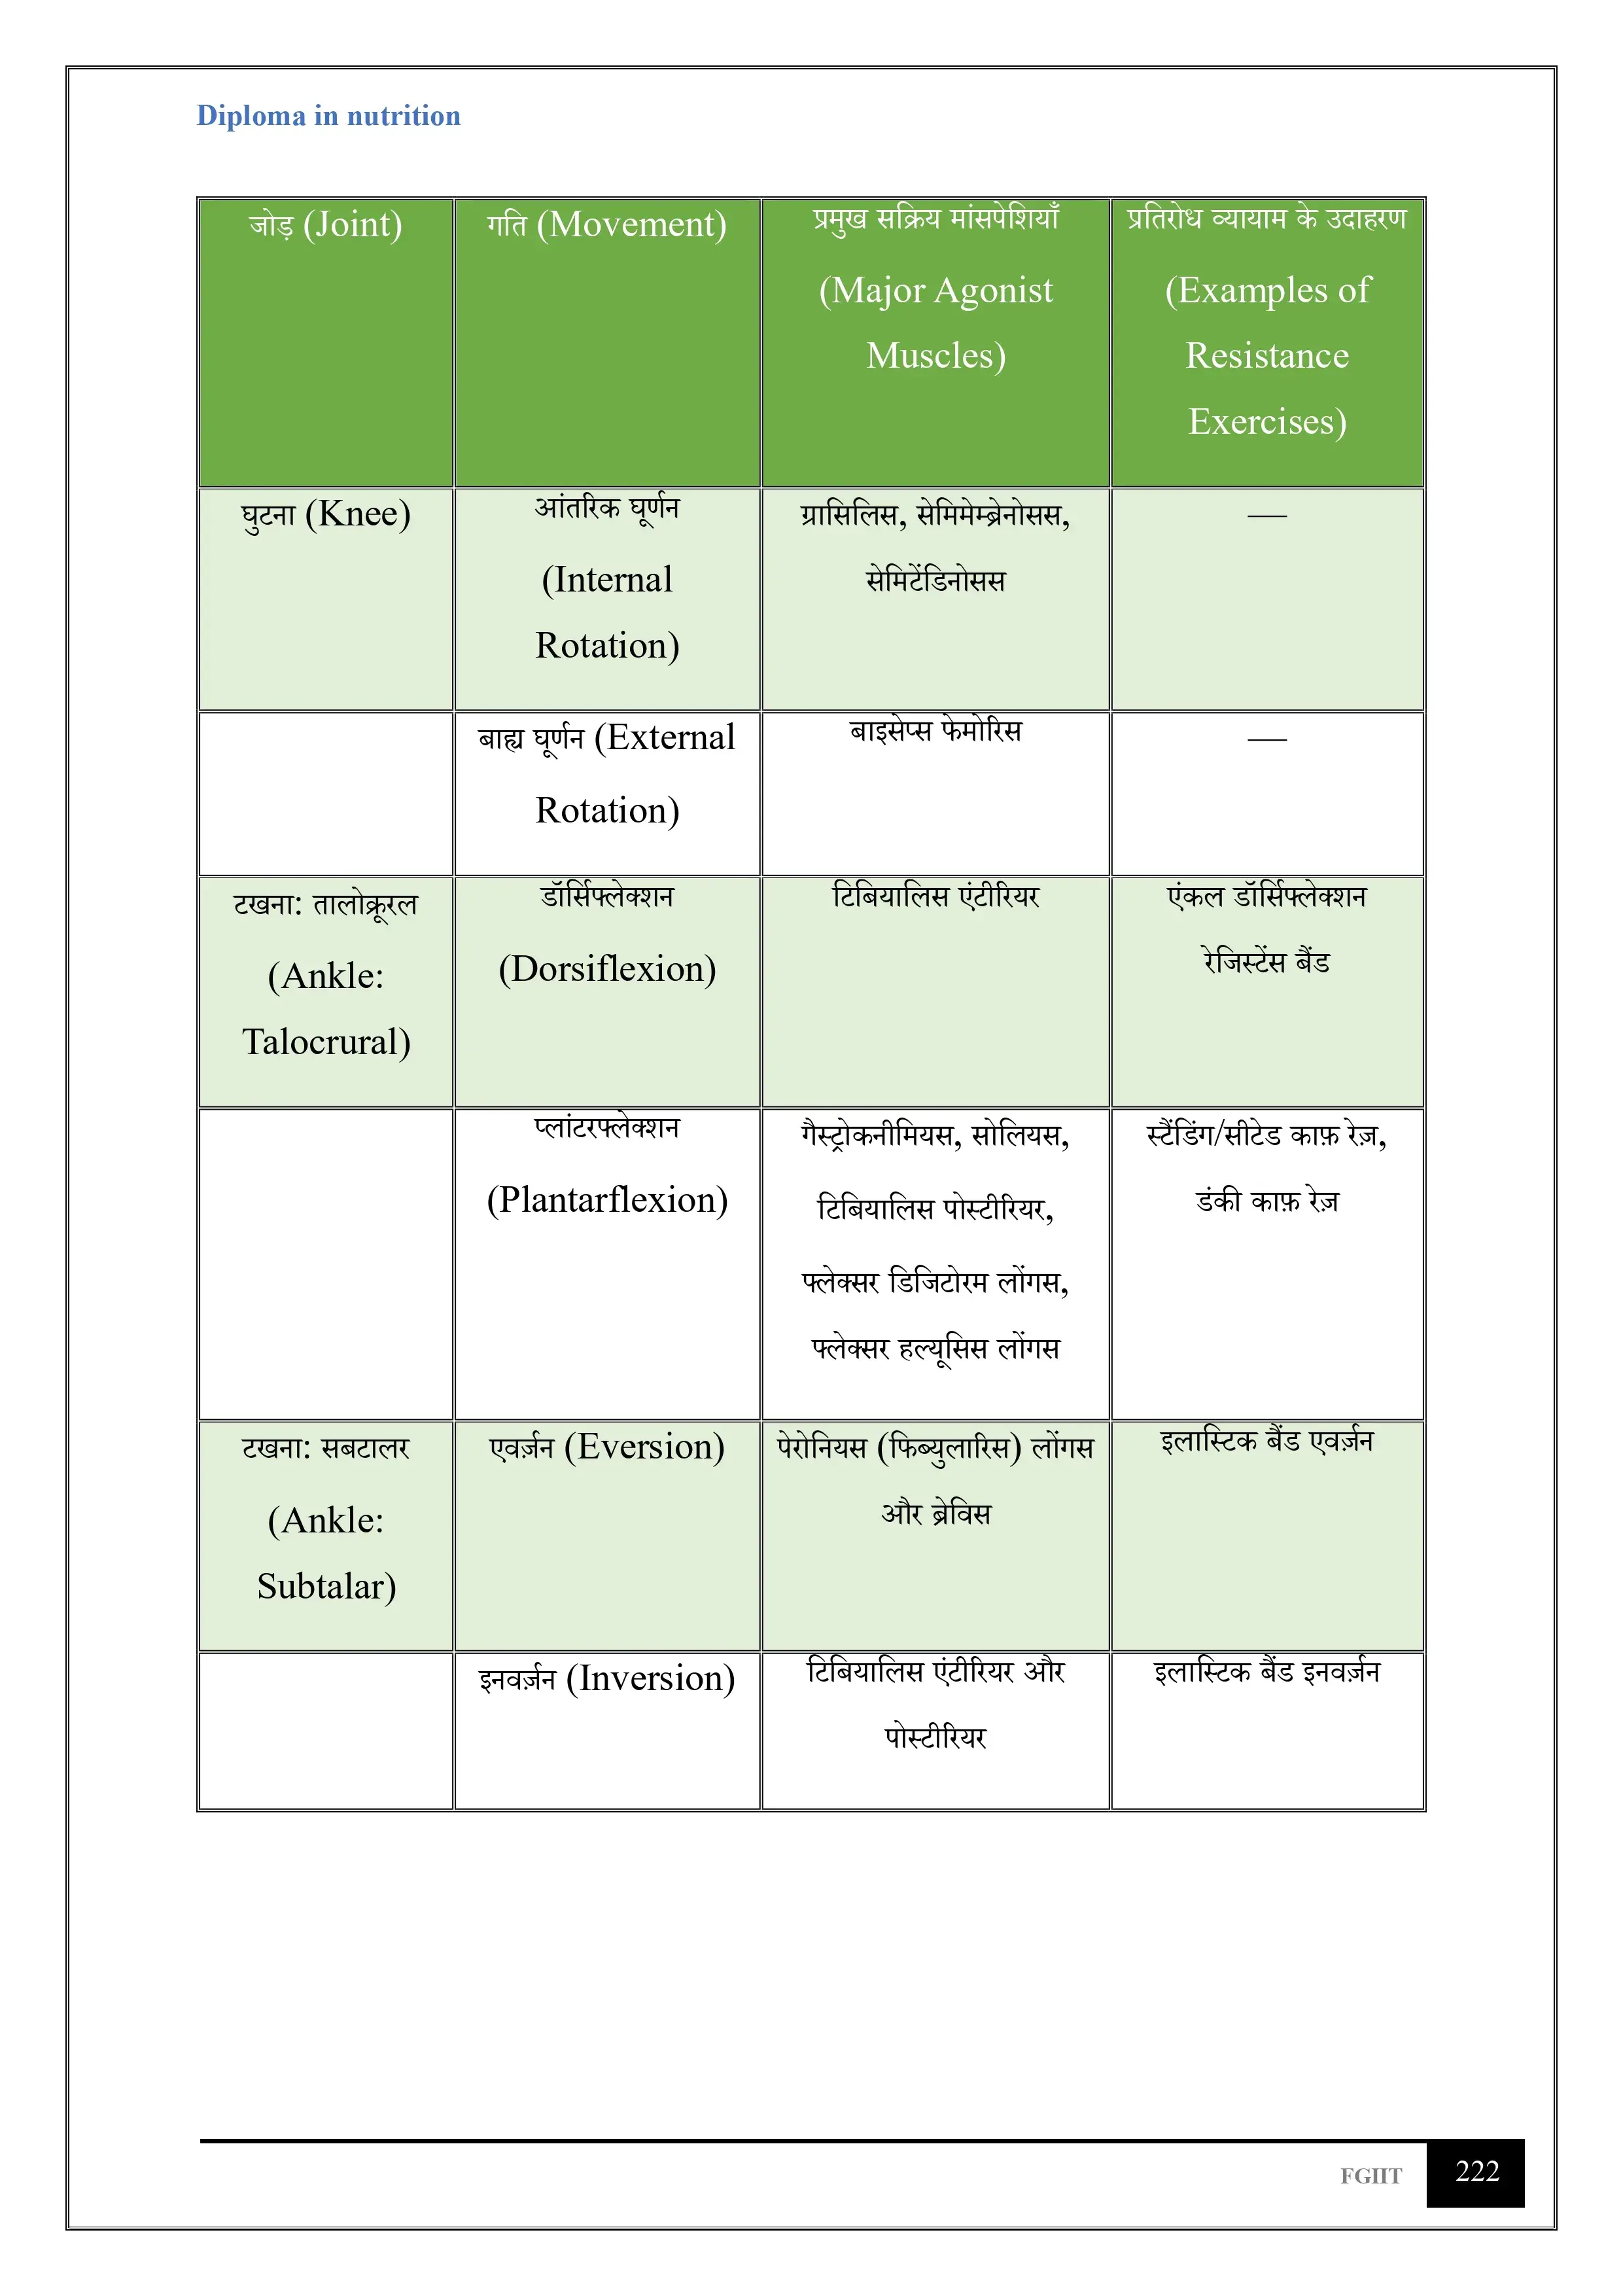 Diploma in nutrition
जोड़ (Joint)
गति (Movement)
प्रमुख सक्रिय मांसपेशियाँ
(Major Agonist
Muscles)
प्रतिरोध व्यायाम के उदाहरण
(Examples of
Resistance
Exercises)
घुटना (Knee)
आंतरिक घूर्णन
(Internal
Rotation)
ग्रासिलिस, सेमिमेम्ब्रेनोसस,
सेमिटेंडिनोसस
—
बाह्य घूर्णन (External
Rotation)
बाइसेप्स फेमोरिस
—
टखना: तालोक्रूरल
(Ankle:
Talocrural)
डॉर्सिफ्लेक्शन
(Dorsiflexion)
टिबियालिस एंटीरियर
एंकल डॉर्सिफ्लेक्शन
रेजिस्टेंस बैंड
प्लांटरफ्लेक्शन
(Plantarflexion)
गैस्ट्रोकनीमियस, सोलियस,
टिबियालिस पोस्टीरियर,
फ्लेक्सर डिजिटोरम लोंगस,
फ्लेक्सर हल्यूसिस लोंगस
स्टैंडिंग/सीटेड काफ़ रेज़,
डंकी काफ़ रेज़
टखना: सबटालर
(Ankle:
Subtalar)
एवर्ज़न (Eversion)
पेरोनियस (फिब्युलारिस) लोंगस
और ब्रेविस
इलास्टिक बैंड एवर्ज़न
इनवर्ज़न (Inversion)
टिबियालिस एंटीरियर और
पोस्टीरियर
इलास्टिक बैंड इनवर्ज़न
FGIIT
222